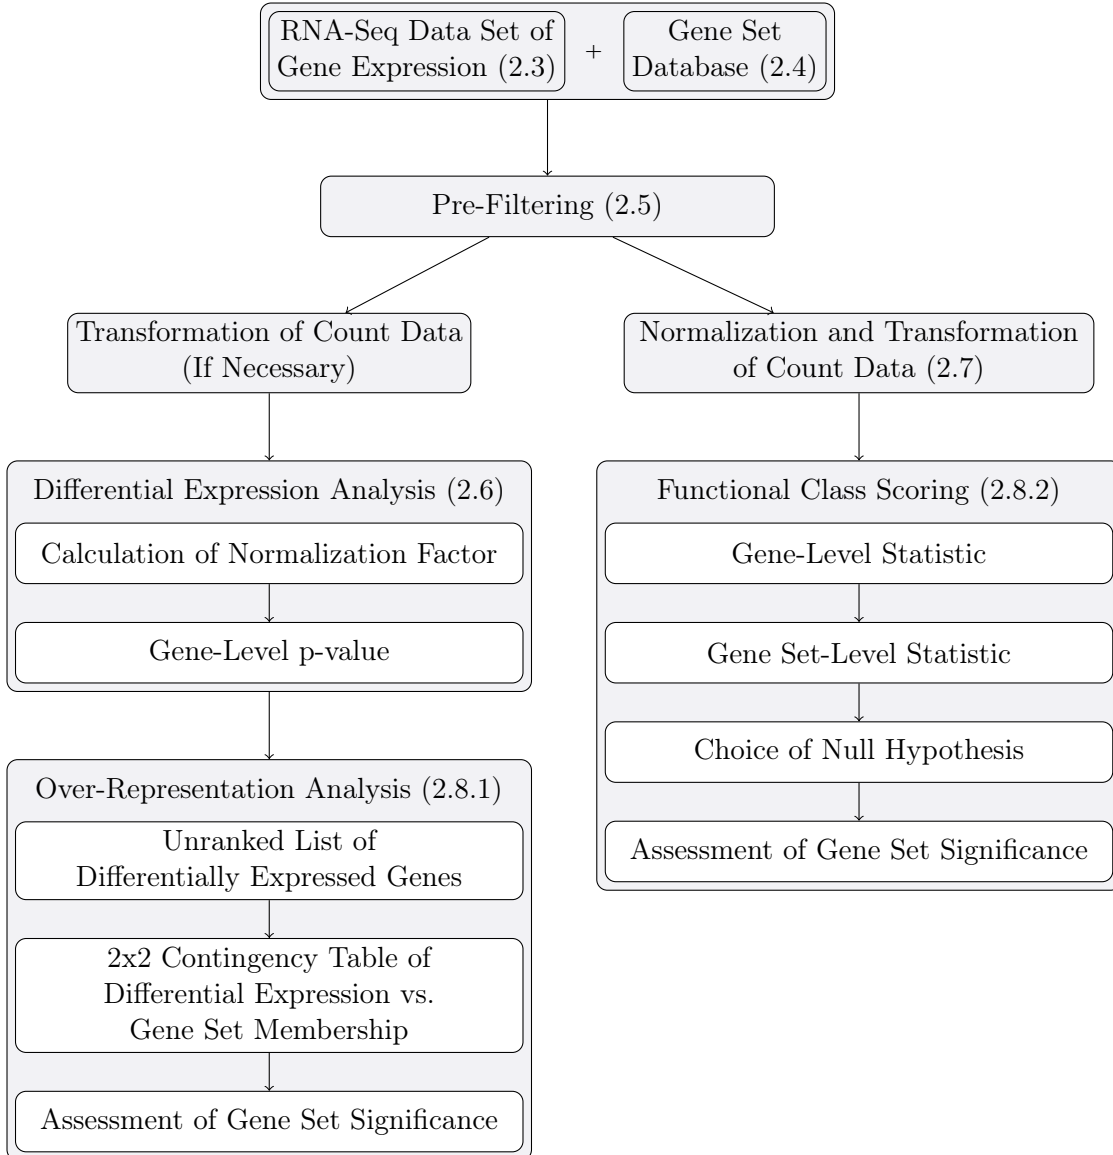 RNA-Seq Data Set of
Gene Expression (2.3)
+
Gene Set
Database (2.4)
Pre-Filtering (2.5)
Transformation of Count Data
(If Necessary)
Normalization and Transformation
of Count Data (2.7)
Differential Expression Analysis (2.6)
Calculation of Normalization Factor
Gene-Level p-value
Over-Representation Analysis (2.8.1)
Unranked List of
Differentially Expressed Genes
2x2 Contingency Table of
Differential Expression vs.
Gene Set Membership
Assessment of Gene Set Significance
Functional Class Scoring (2.8.2)
Gene-Level Statistic
Gene Set-Level Statistic
Choice of Null Hypothesis
Assessment of Gene Set Significance